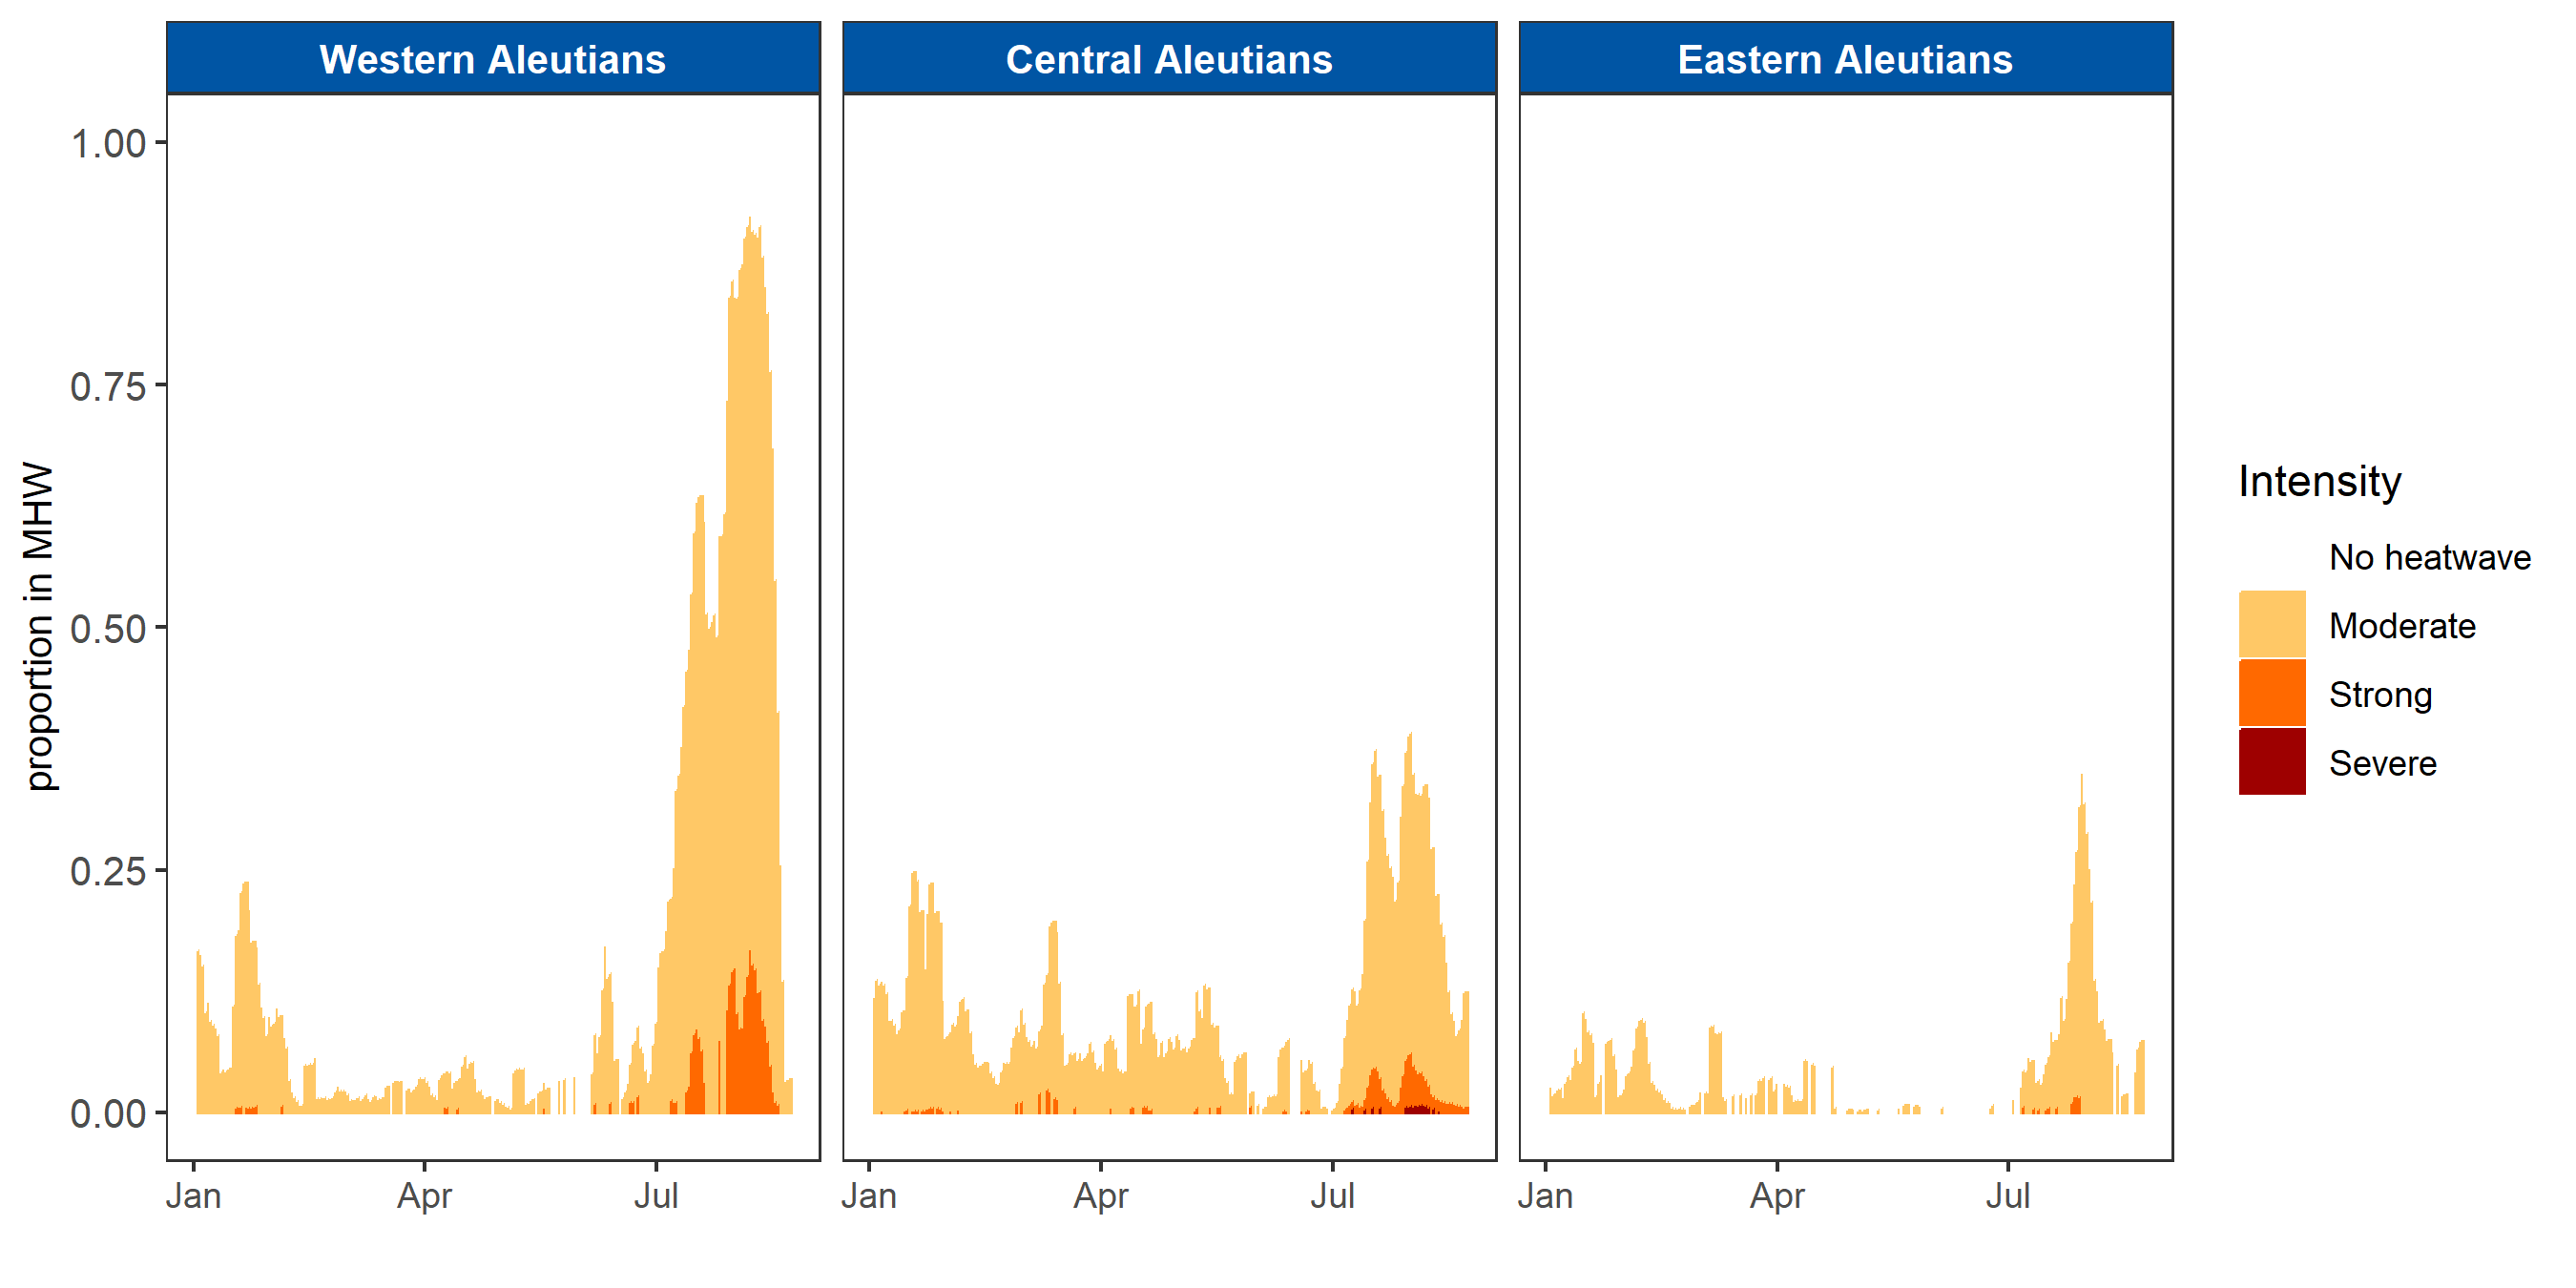 Western Aleutians
Central Aleutians
Eastern Aleutians
proportion in MHW
1.00
0.75
0.50
0.25
0.00
Jan Apr Jul
Jan Apr Jul
Jan Apr Jul
Intensity
No heatwave
Moderate
Strong
Severe